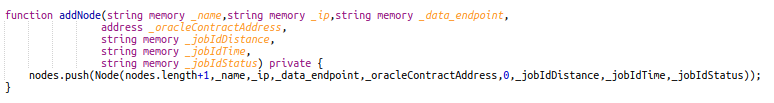 function addNode(string memory _name,string memory _ip,string memory _data_endpoint,
address _oracleContractAddress,
string memory _jobIdDistance,
string memory _jobIdTime,
string memory _jobIdStatus) private {
nodes.push(Node(nodes.length+1,_name,_ip,_data_endpoint,_oracleContractAddress,0,_jobIdDistance,_jobIdTime,_jobIdStatus));
}